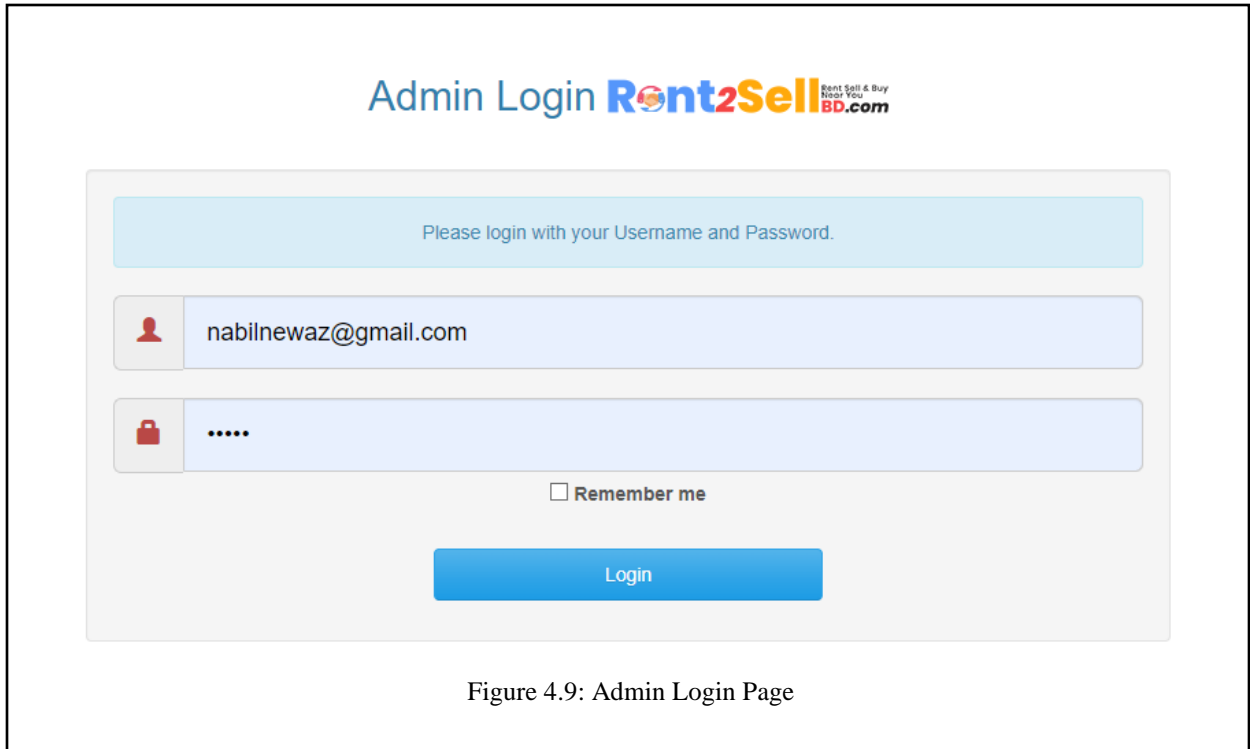 Admin Login Rent2Sell Rent Sell & Buy Near You BD.com
Please login with your Username and Password.
nabilnewaz@gmail.com
•••••
Remember me
Login
Figure 4.9: Admin Login Page